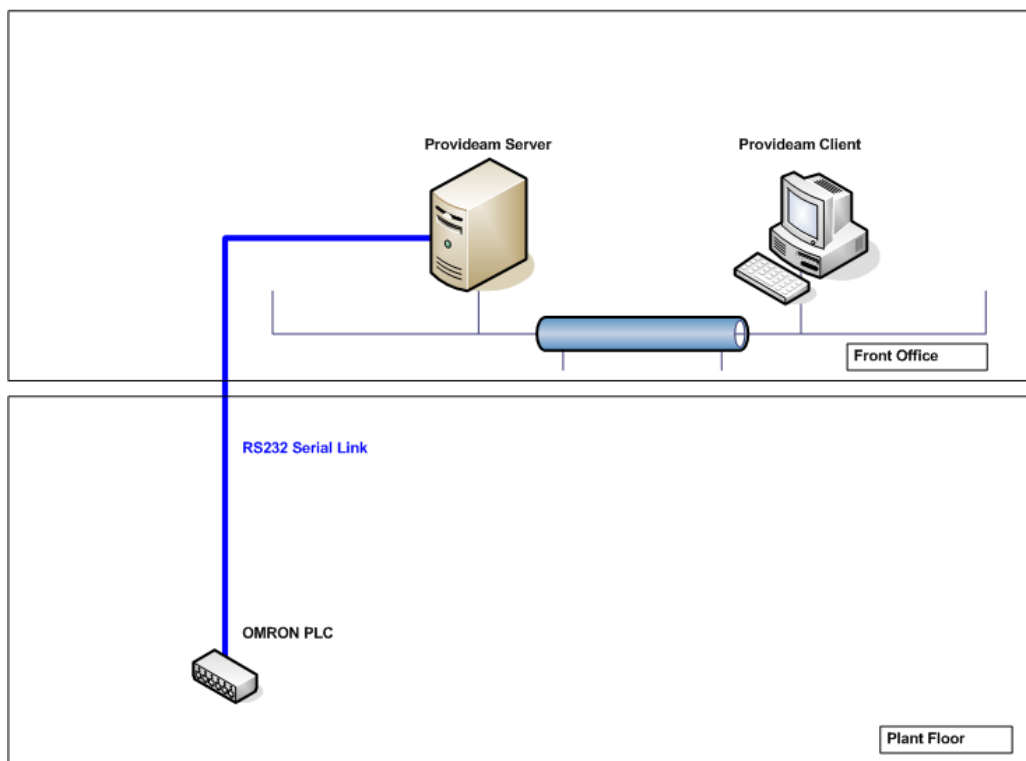 Provideam Server
Provideam Client
Front Office
RS232 Serial Link
OMRON PLC
Plant Floor